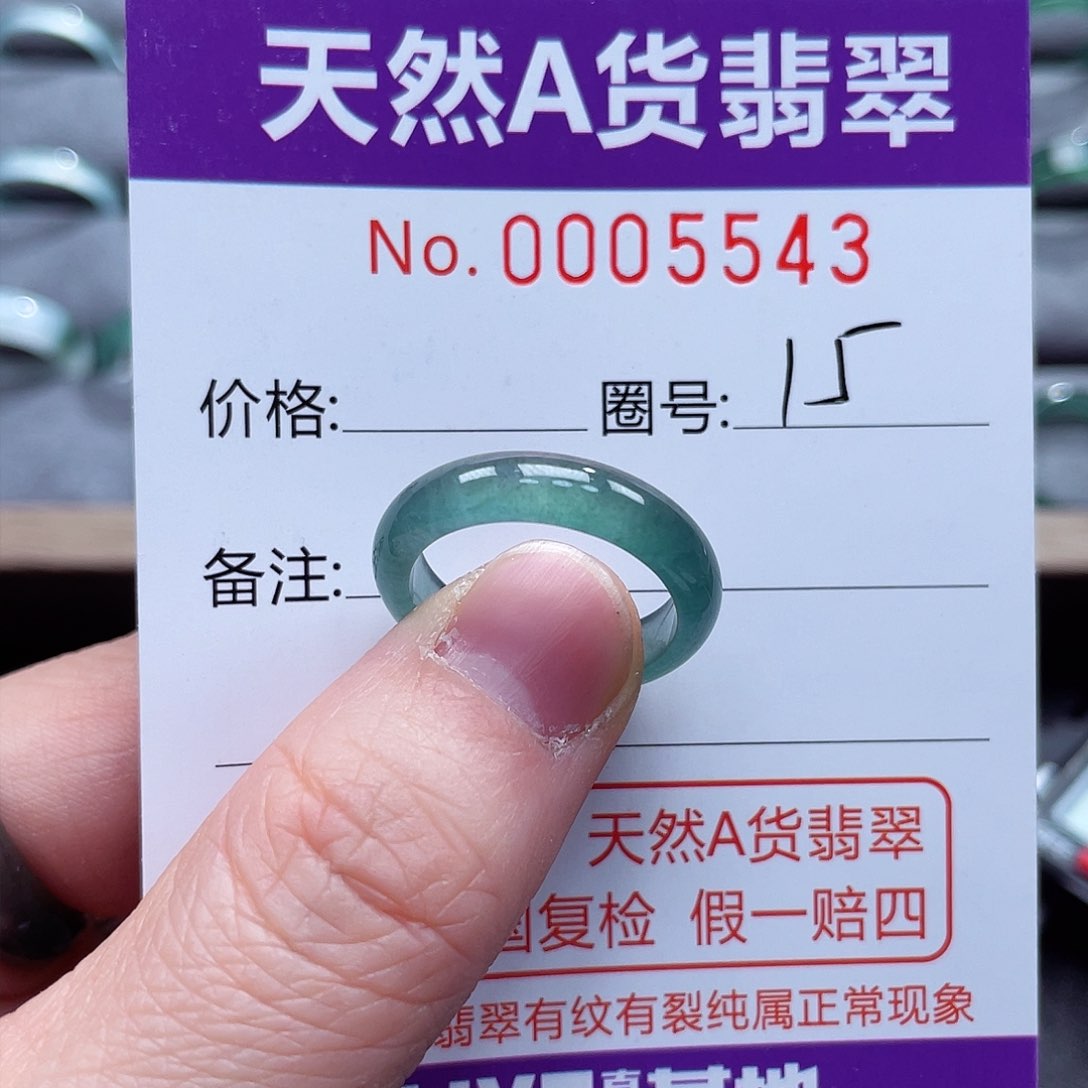 天然A货翡翠
No. 0005543
价格: 圈号: 15
备注:
天然A货翡翠
国复检 假一赔四
翡翠有纹有裂纯属正常现象